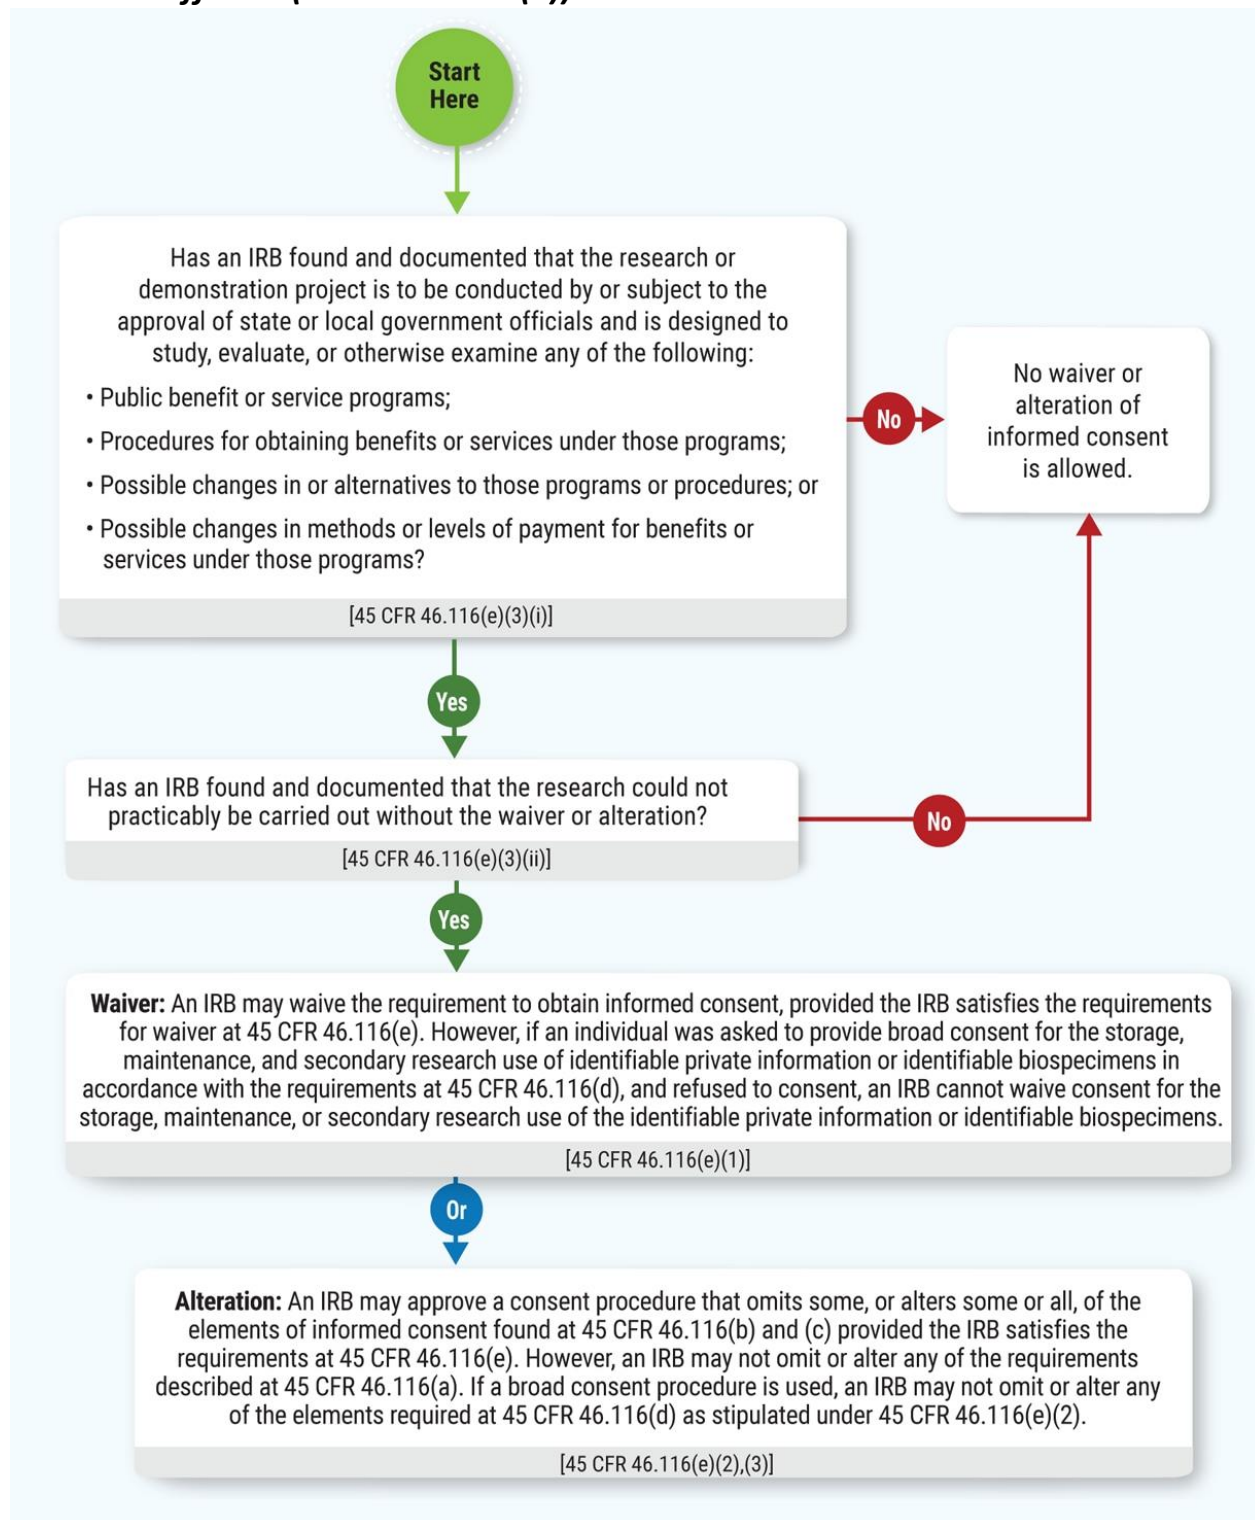 Start
Here
Has an IRB found and documented that the research or
demonstration project is to be conducted by or subject to the
approval of state or local government officials and is designed to
study, evaluate, or otherwise examine any of the following:
• Public benefit or service programs;
• Procedures for obtaining benefits or services under those programs;
• Possible changes in or alternatives to those programs or procedures; or
• Possible changes in methods or levels of payment for benefits or
services under those programs?
[45 CFR 46.116(e)(3)(i)]
No
No waiver or
alteration of
informed consent
is allowed.
Yes
Has an IRB found and documented that the research could not
practicably be carried out without the waiver or alteration?
[45 CFR 46.116(e)(3)(ii)]
No
Yes
Waiver: An IRB may waive the requirement to obtain informed consent, provided the IRB satisfies the requirements
for waiver at 45 CFR 46.116(e). However, if an individual was asked to provide broad consent for the storage,
maintenance, and secondary research use of identifiable private information or identifiable biospecimens in
accordance with the requirements at 45 CFR 46.116(d), and refused to consent, an IRB cannot waive consent for the
storage, maintenance, or secondary research use of the identifiable private information or identifiable biospecimens.
[45 CFR 46.116(e)(1)]
Or
Alteration: An IRB may approve a consent procedure that omits some, or alters some or all, of the
elements of informed consent found at 45 CFR 46.116(b) and (c) provided the IRB satisfies the
requirements at 45 CFR 46.116(e). However, an IRB may not omit or alter any of the requirements
described at 45 CFR 46.116(a). If a broad consent procedure is used, an IRB may not omit or alter any
of the elements required at 45 CFR 46.116(d) as stipulated under 45 CFR 46.116(e)(2).
[45 CFR 46.116(e)(2),(3)]